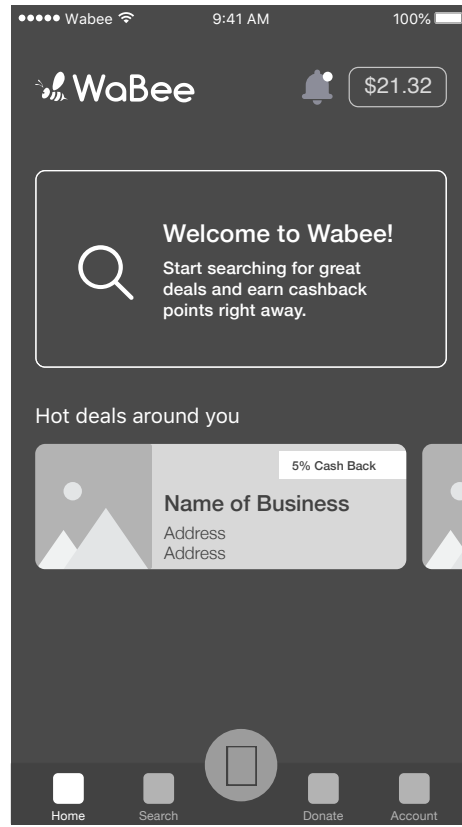 Wabee 9:41 AM 100%
WaBee $21.32
Welcome to Wabee!
Start searching for great
deals and earn cashback
points right away.
Hot deals around you
5% Cash Back
Name of Business
Address
Address
Home Search Donate Account